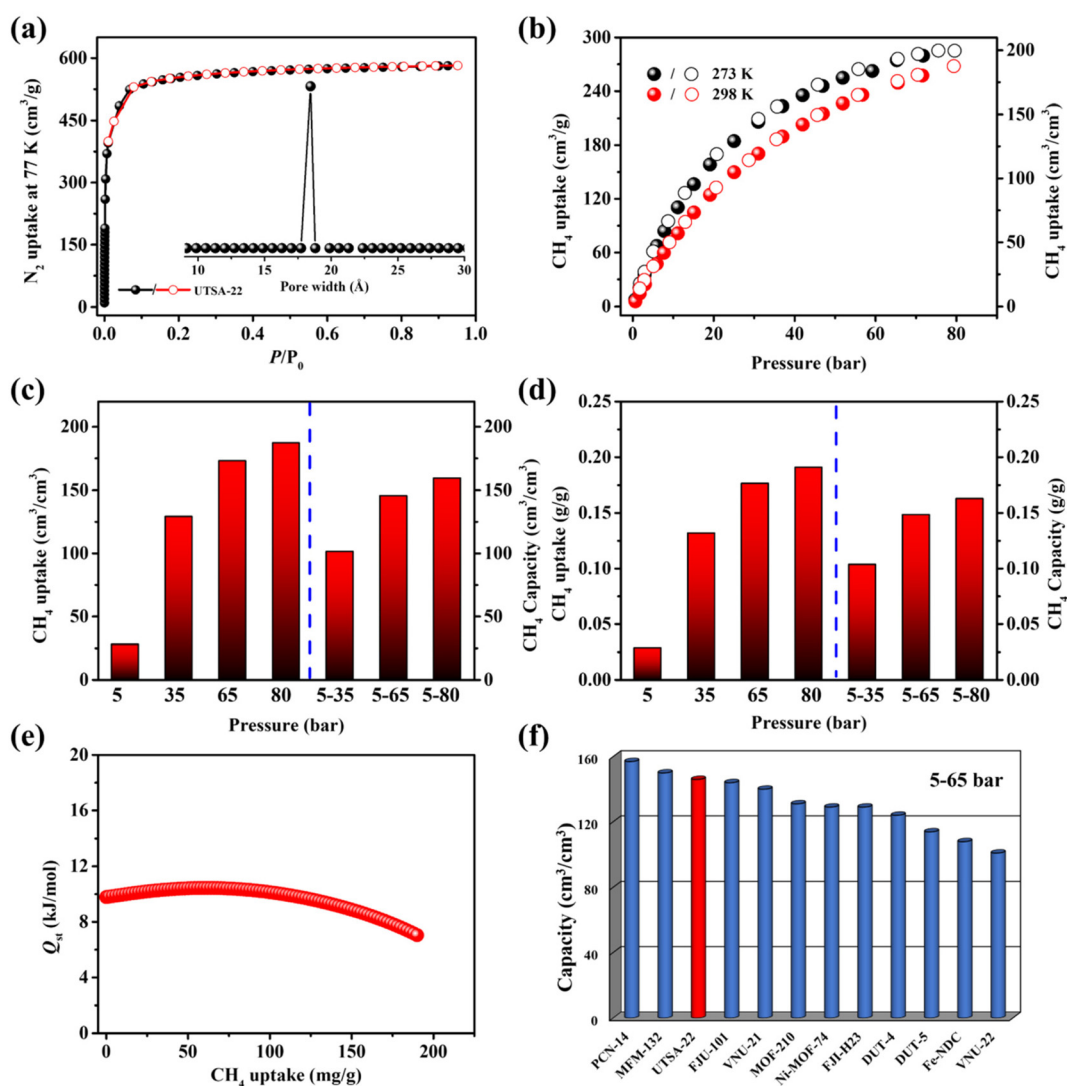 (a)
N2 uptake at 77 K (cm3/g)
600
450
300
150
0
0.0 0.2 0.4 0.6 0.8 1.0
P/P0
10 15 20 25 30
Pore width (Å)
/ UTSA-22
(b)
CH4 uptake (cm3/g)
300
240
180
120
60
0
/ 273 K
/ 298 K
0 20 40 60 80
Pressure (bar)
200
150
100
50
0
CH4 uptake (cm3/cm3)
(c)
CH4 uptake (cm3/cm3)
200
150
100
50
0
5 35 65 80 5-35 5-65 5-80
Pressure (bar)
200
150
100
50
0
CH4 Capacity (cm3/cm3)
(d)
CH4 uptake (g/g)
0.25
0.20
0.15
0.10
0.05
0.00
5 35 65 80 5-35 5-65 5-80
Pressure (bar)
0.25
0.20
0.15
0.10
0.05
0.00
CH4 Capacity (g/g)
(e)
Qst (kJ/mol)
20
16
12
8
4
0
0 50 100 150 200
CH4 uptake (mg/g)
(f)
5-65 bar
Capacity (cm3/cm3)
160
120
80
40
0
PCN-14
MFM-132
UTSA-22
FJU-101
VNU-21
MOF-210
Ni-MOF-74
FJI-H23
DUT-4
DUT-5
Fe-NDC
VNU-22